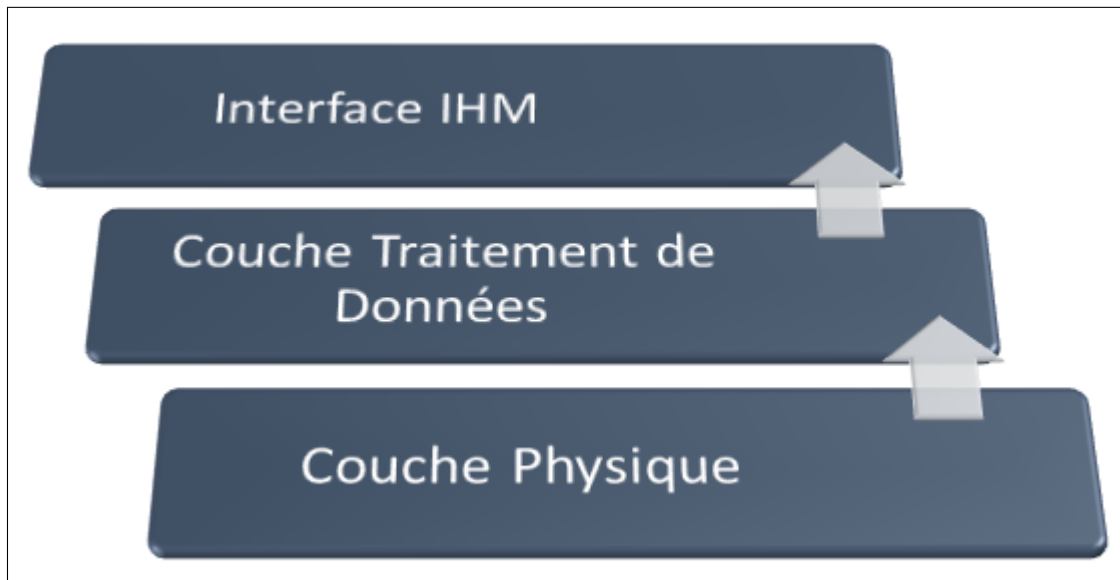 Interface IHM
Couche Traitement de
Données
Couche Physique